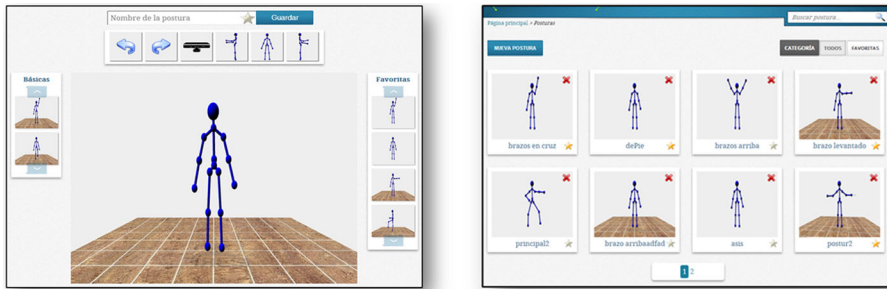 Nombre de la postura
Guardar
Básicas
Favoritas
Página principal > Posturas
Buscar postura...
NUEVA POSTURA
CATEGORÍA
TODOS
FAVORITAS
brazos en cruz
dePie
brazos arriba
brazo levantado
principal2
brazo arribaadfad
asis
postur2
1 2